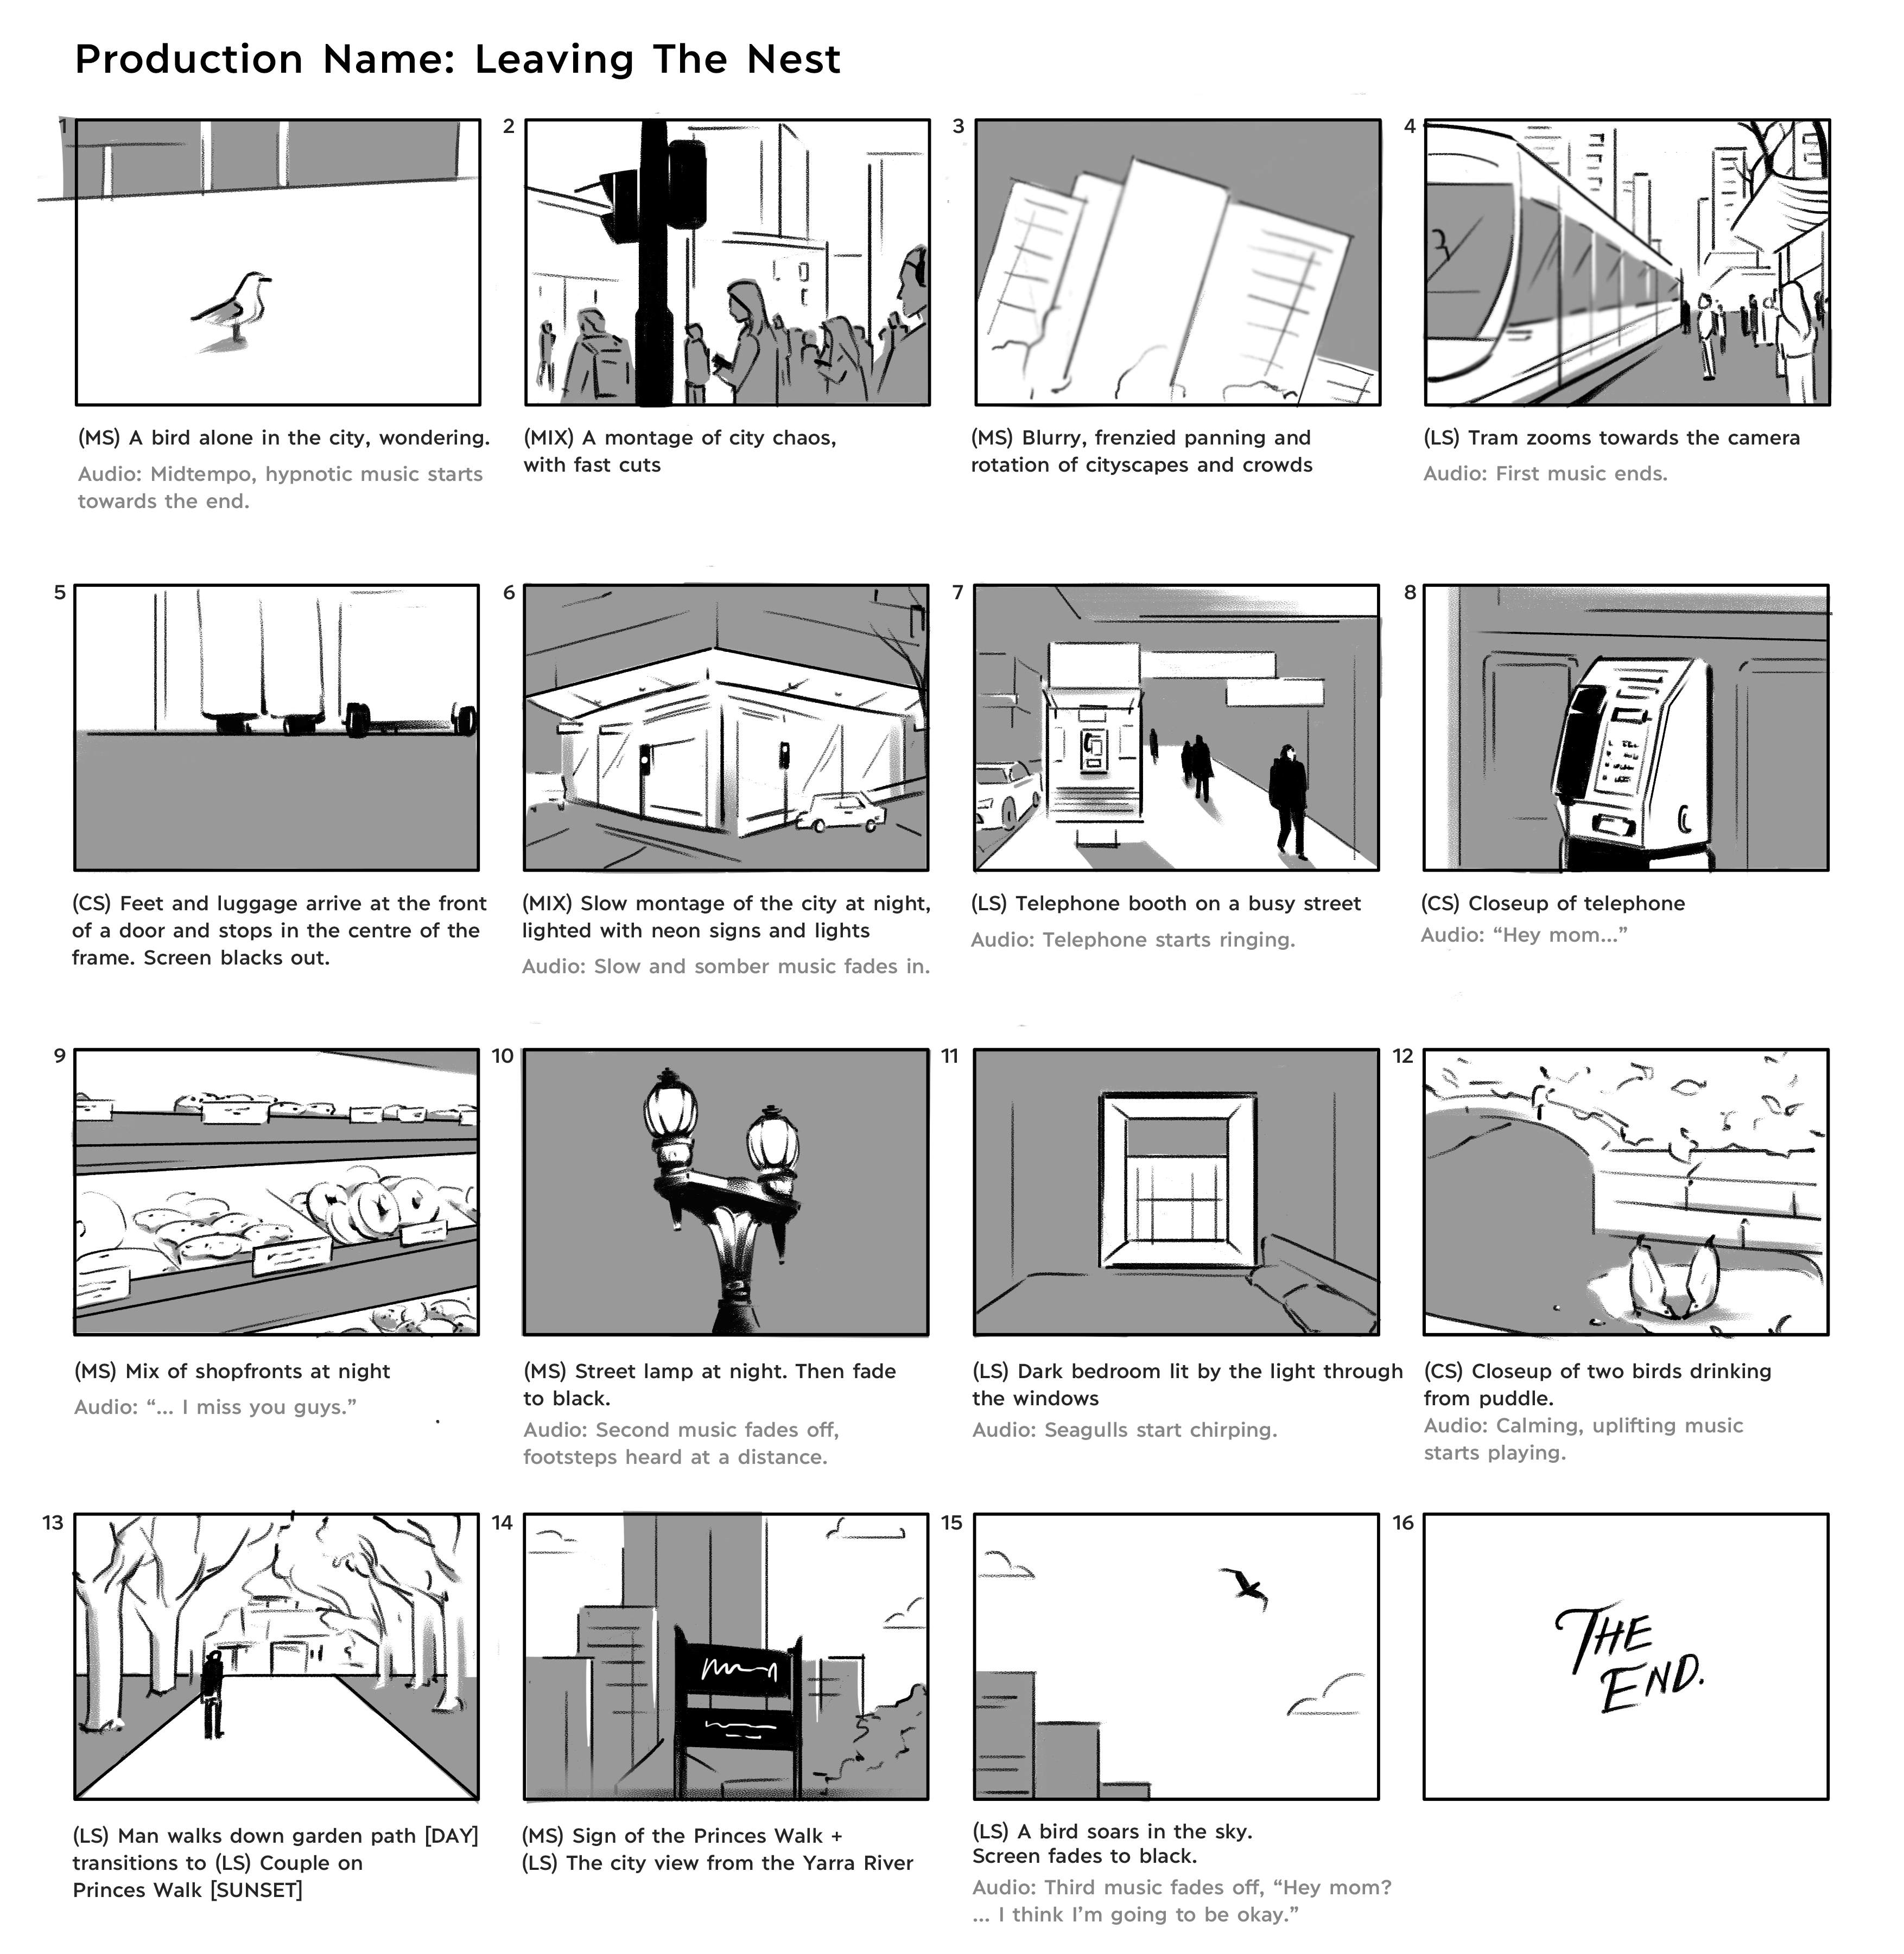 Production Name: Leaving The Nest
1
(MS) A bird alone in the city, wondering.
Audio: Midtempo, hypnotic music starts
towards the end.
2
(MIX) A montage of city chaos,
with fast cuts
3
(MS) Blurry, frenzied panning and
rotation of cityscapes and crowds
4
(LS) Tram zooms towards the camera
Audio: First music ends.
5
(CS) Feet and luggage arrive at the front
of a door and stops in the centre of the
frame. Screen blacks out.
6
(MIX) Slow montage of the city at night,
lighted with neon signs and lights
Audio: Slow and somber music fades in.
7
(LS) Telephone booth on a busy street
Audio: Telephone starts ringing.
8
(CS) Closeup of telephone
Audio: “Hey mom...”
9
(MS) Mix of shopfronts at night
Audio: “... I miss you guys.”
10
(MS) Street lamp at night. Then fade
to black.
Audio: Second music fades off,
footsteps heard at a distance.
11
(LS) Dark bedroom lit by the light through
the windows
Audio: Seagulls start chirping.
12
(CS) Closeup of two birds drinking
from puddle.
Audio: Calming, uplifting music
starts playing.
13
(LS) Man walks down garden path [DAY]
transitions to (LS) Couple on
Princes Walk [SUNSET]
14
(MS) Sign of the Princes Walk +
(LS) The city view from the Yarra River
15
(LS) A bird soars in the sky.
Screen fades to black.
Audio: Third music fades off, “Hey mom?
... I think I’m going to be okay.”
16
THE
END.